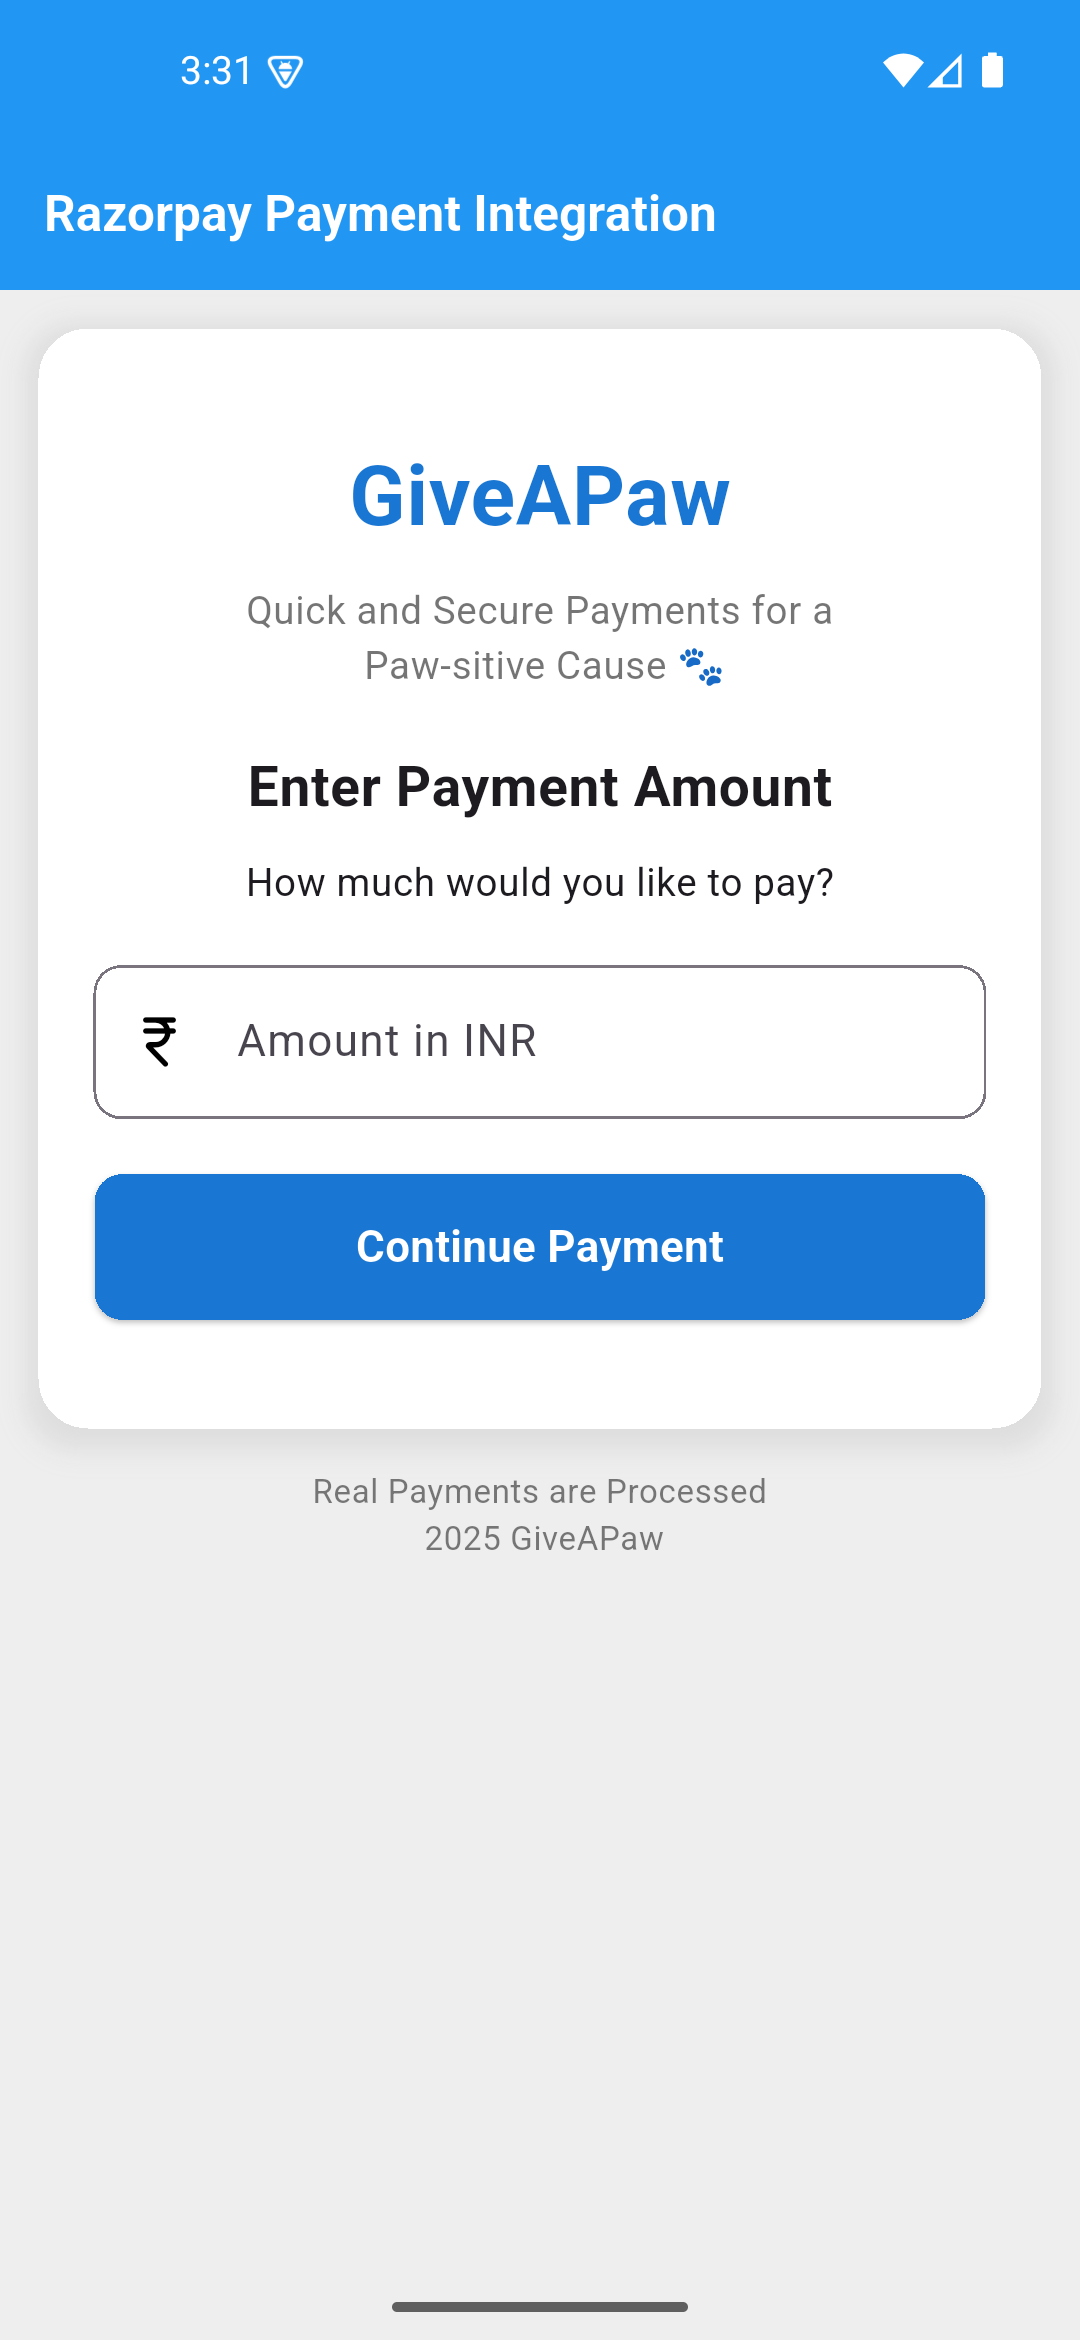 3:31
Razorpay Payment Integration
GiveAPaw
Quick and Secure Payments for a
Paw-sitive Cause 🐾
Enter Payment Amount
How much would you like to pay?
₹ Amount in INR
Continue Payment
Real Payments are Processed
2025 GiveAPaw